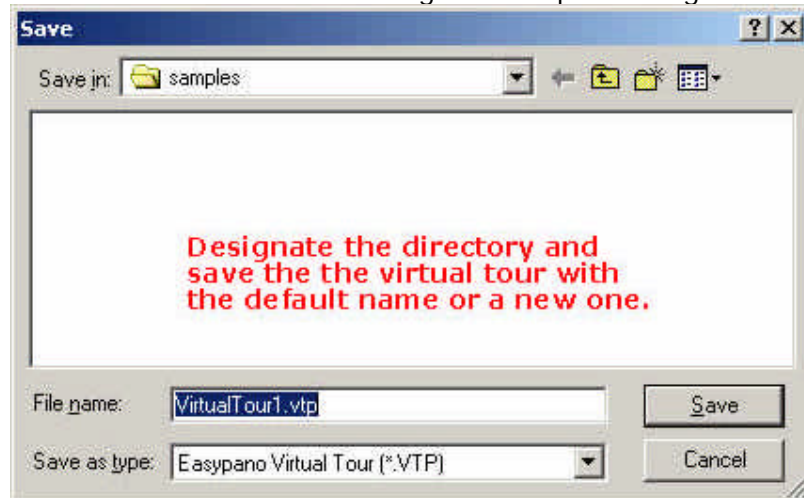 Save
Save in: samples
Designate the directory and
save the the virtual tour with
the default name or a new one.
File name: VirtualTour1.vtp Save
Save as type: Easypano Virtual Tour (*.VTP) Cancel